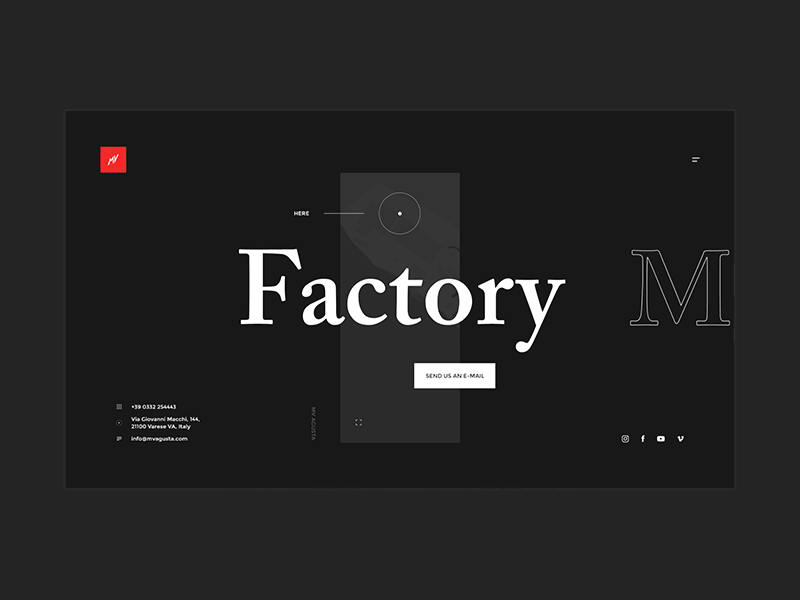 MV
HERE
Factory
M
SEND US AN E-MAIL
MV AGUSTA
+39 0332 254443
Via Giovanni Macchi, 144,
21100 Varese VA, Italy
info@mvagusta.com